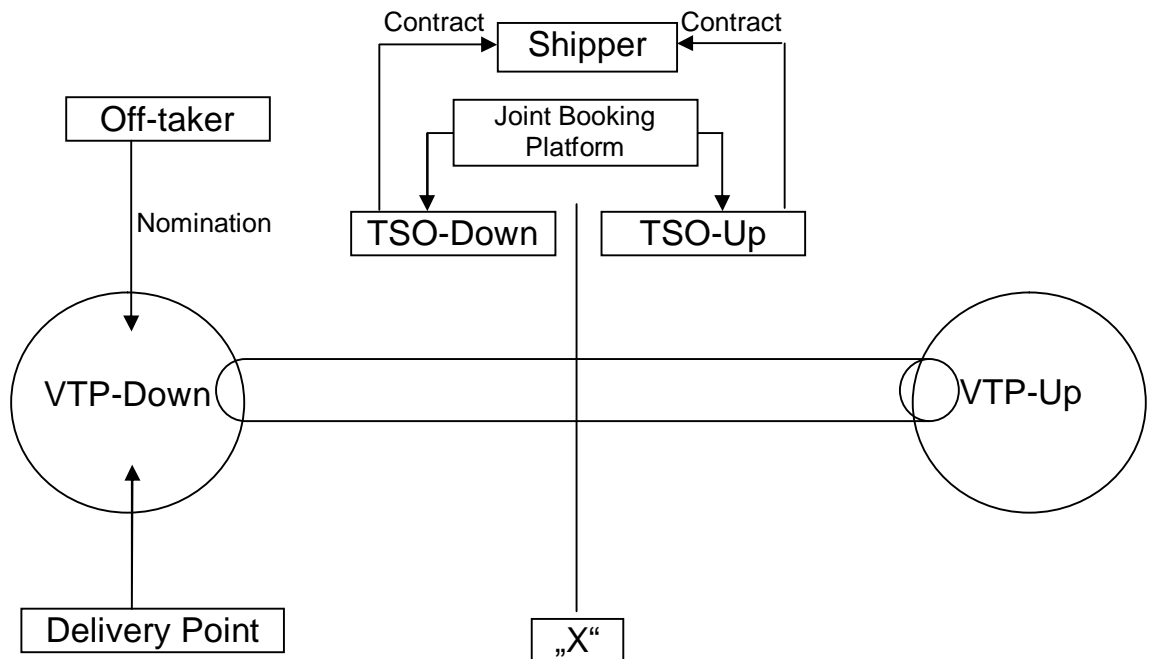 Contract
Contract
Shipper
Off-taker
Joint Booking
Platform
Nomination
TSO-Down
TSO-Up
VTP-Down
VTP-Up
Delivery Point
„X“